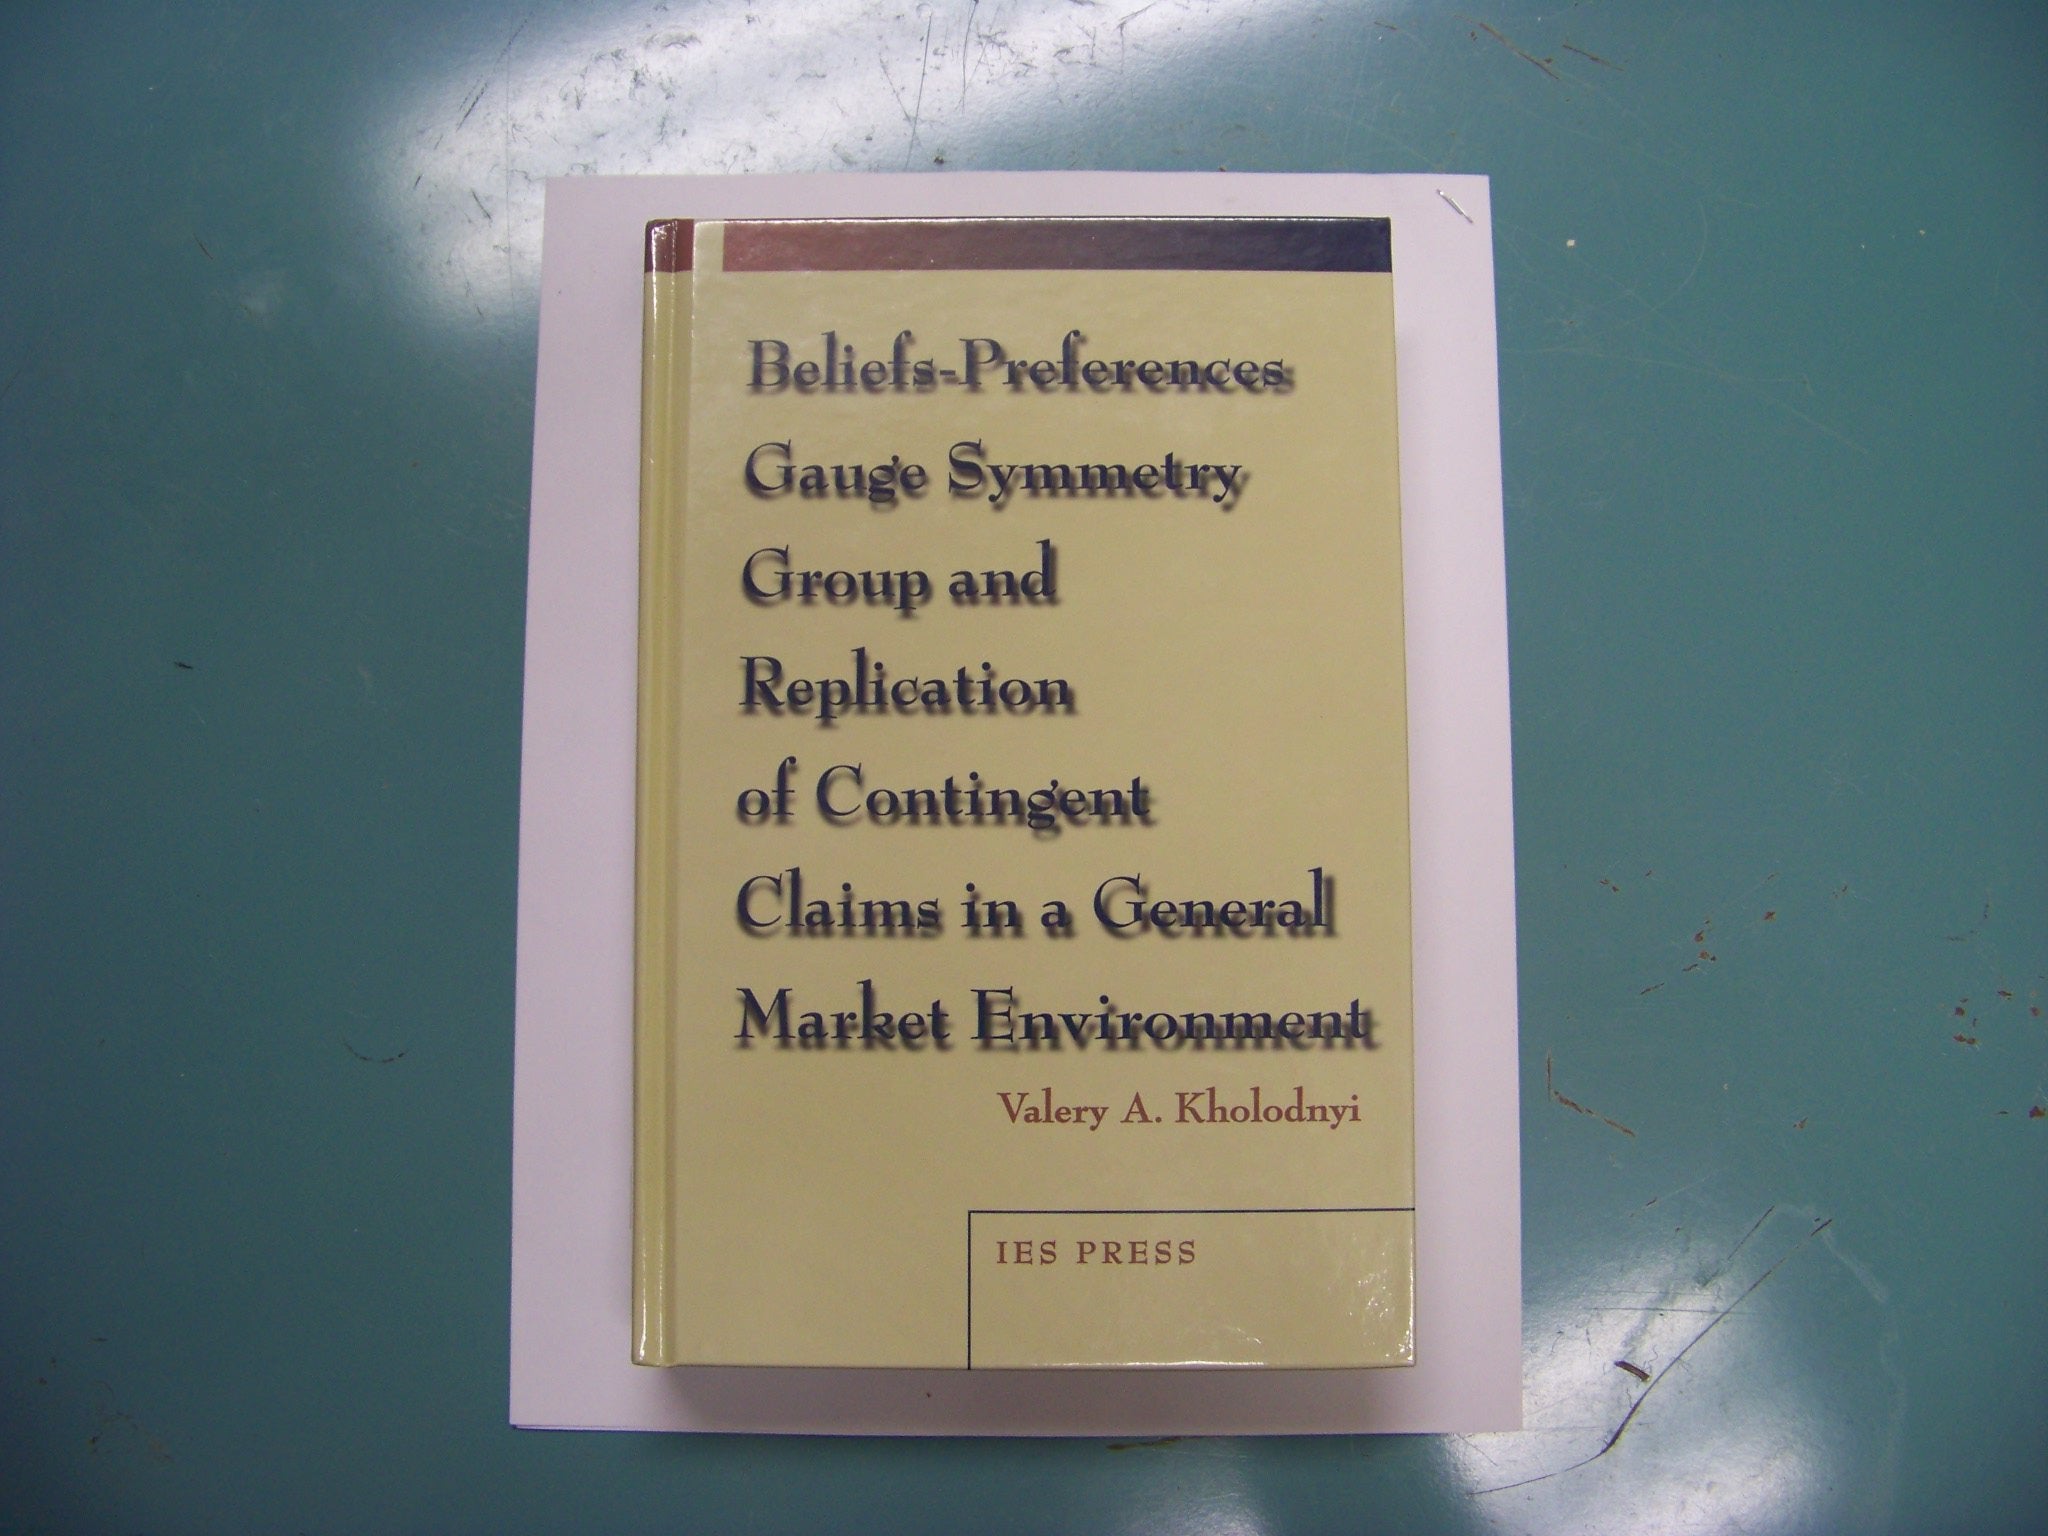 Beliefs-Preferences
Gauge Symmetry
Group and
Replication
of Contingent
Claims in a General
Market Environment
Valery A. Kholodnyi
IES PRESS